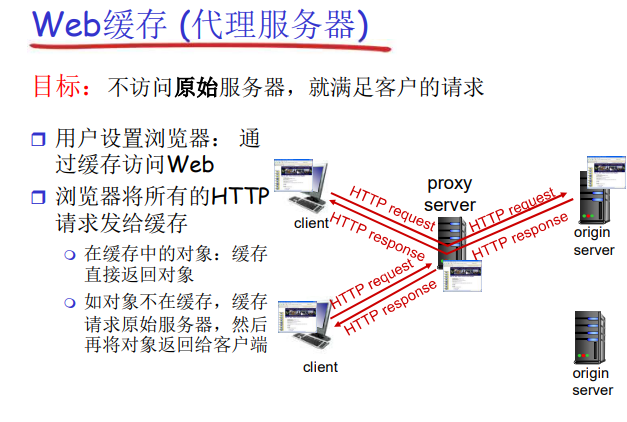 Web缓存 (代理服务器)
目标：不访问原始服务器，就满足客户的请求
用户设置浏览器： 通
过缓存访问Web
浏览器将所有的HTTP
请求发给缓存
在缓存中的对象：缓存
直接返回对象
如对象不在缓存，缓存
请求原始服务器，然后
再将对象返回给客户端
client
HTTP request
HTTP response
proxy
server
HTTP request
HTTP response
origin
server
HTTP request
HTTP response
client
origin
server